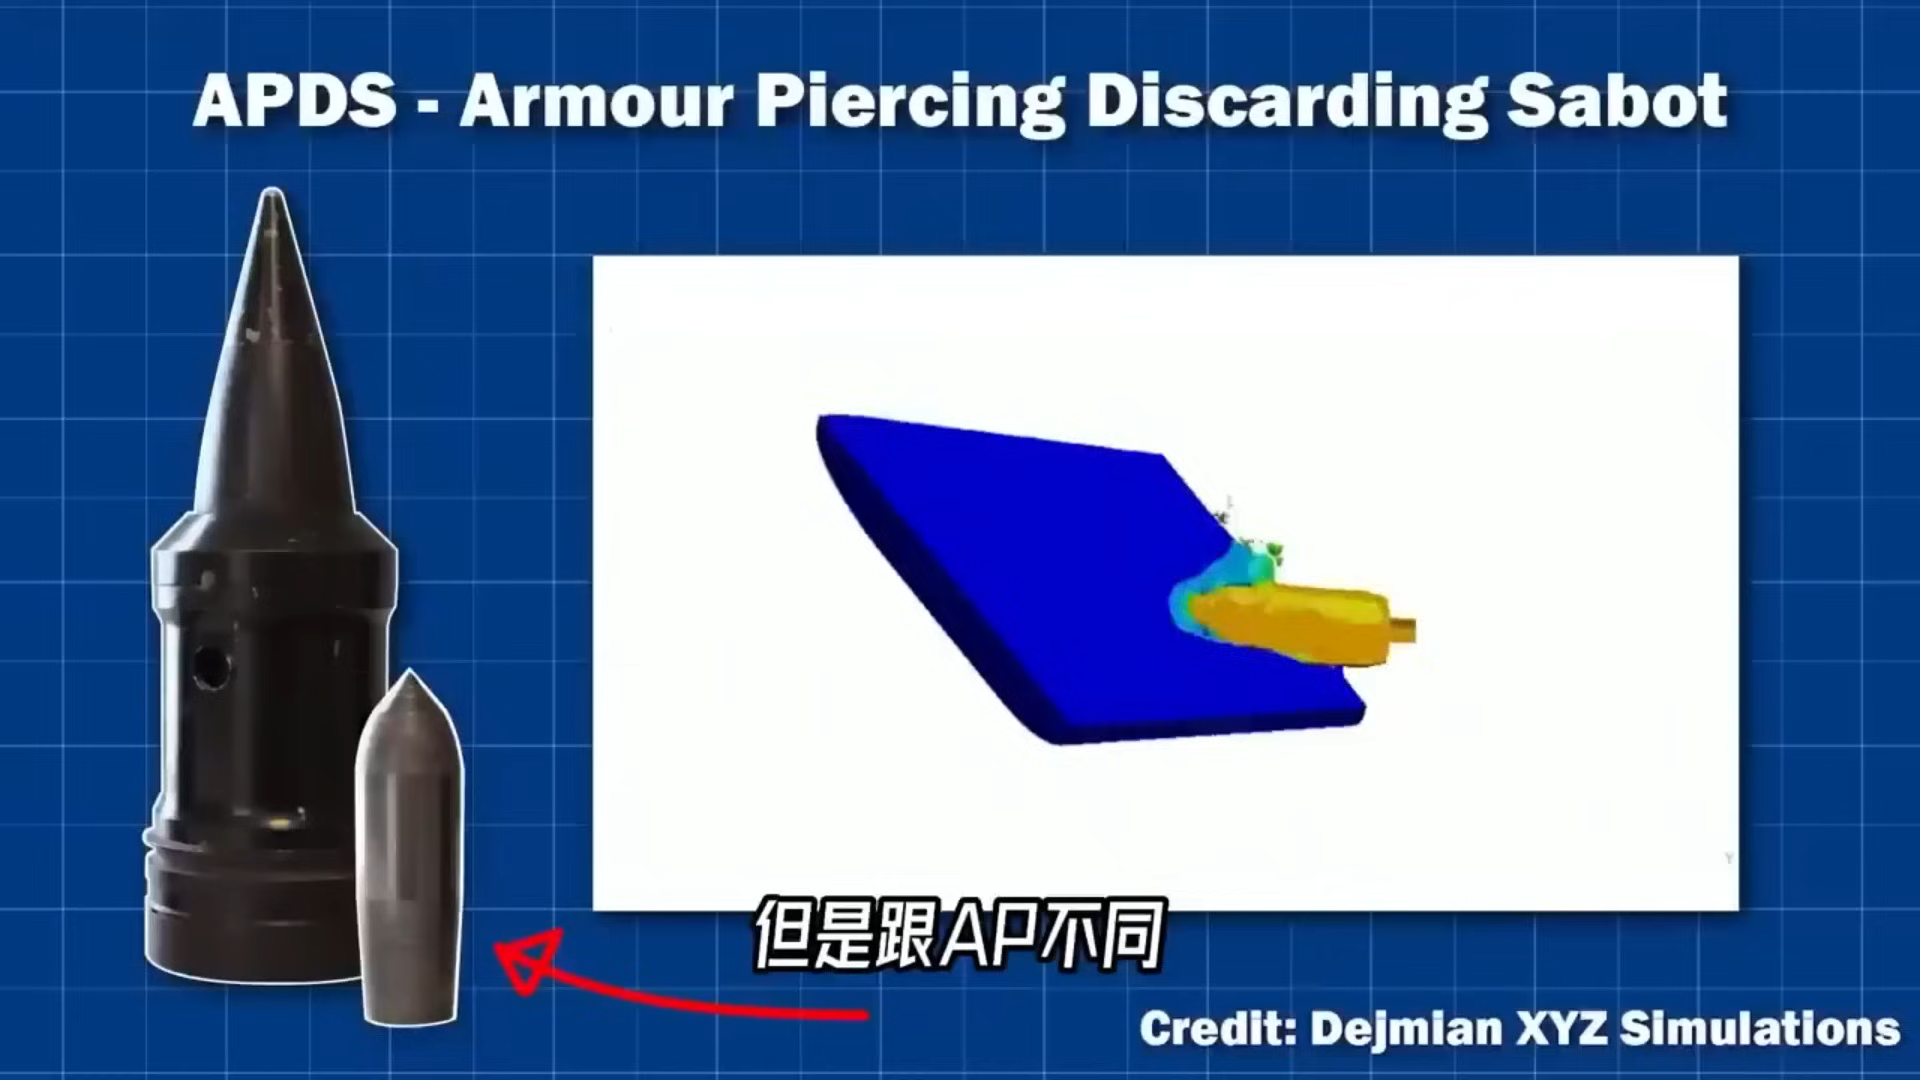 APDS - Armour Piercing Discarding Sabot
Y
但是跟AP不同
Credit: Dejmian XYZ Simulations